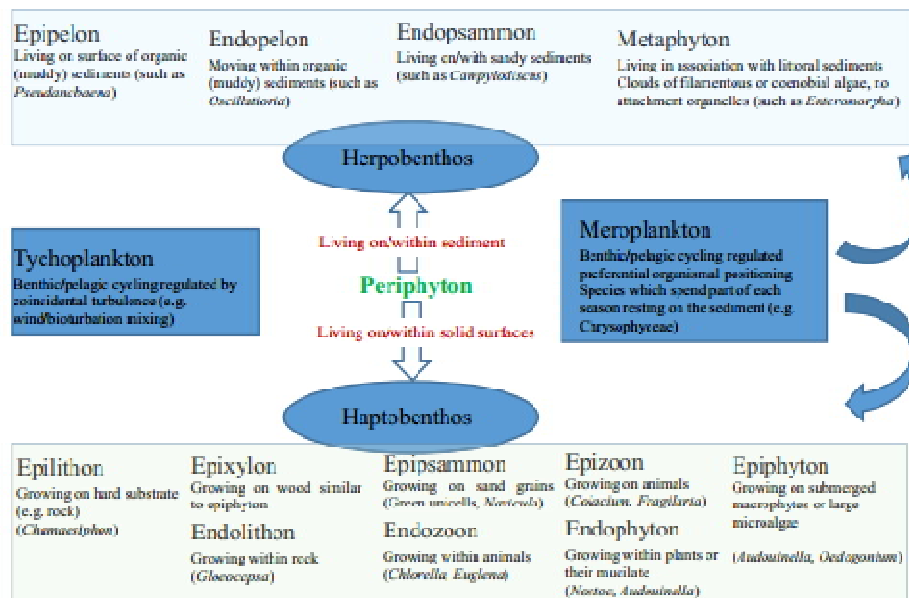 Epipelon
Living on surface of organic
(muddy) sediments (such as
Pseudanabaena)
Endopelon
Moving within organic
(muddy) sediments (such as
Oscillatioria)
Endopsammon
Living on/with sandy sediments
(such as Campylodiscus)
Metaphyton
Living in association with littoral sediments
Clouds of filamentous or coenobial algae, no
attachment organelles (such as Enteromorpha)
Herpobenthos
Living on/within sediment
Tychoplankton
Benthic/pelagic cyclingregulated by
coincidental turbulence (e.g.
wind/bioturbation mixing)
Periphyton
Meroplankton
Benthic/pelagic cycling regulated
preferential organismal positioning
Species which spend part of each
season resting on the sediment (e.g.
Chrysophyceae)
Living on/within solid surfaces
Haptobenthos
Epilithon
Growing on hard substrate
(e.g. rock)
(Chamaesiphon)
Epixylon
Growing on wood similar
to epiphyton
Endolithon
Growing within rock
(Gloeocapsa)
Epipsammon
Growing on sand grains
(Green unicells, Navicula)
Endozoon
Growing within animals
(Chlorella, Euglena)
Epizoon
Growing on animals
(Colacium, Fragilaria)
Endophyton
Growing within plants or
their mucilate
(Nostoc, Audouinella)
Epiphyton
Growing on submerged
macrophytes or large
microalgae
(Audouinella, Oedogonium)